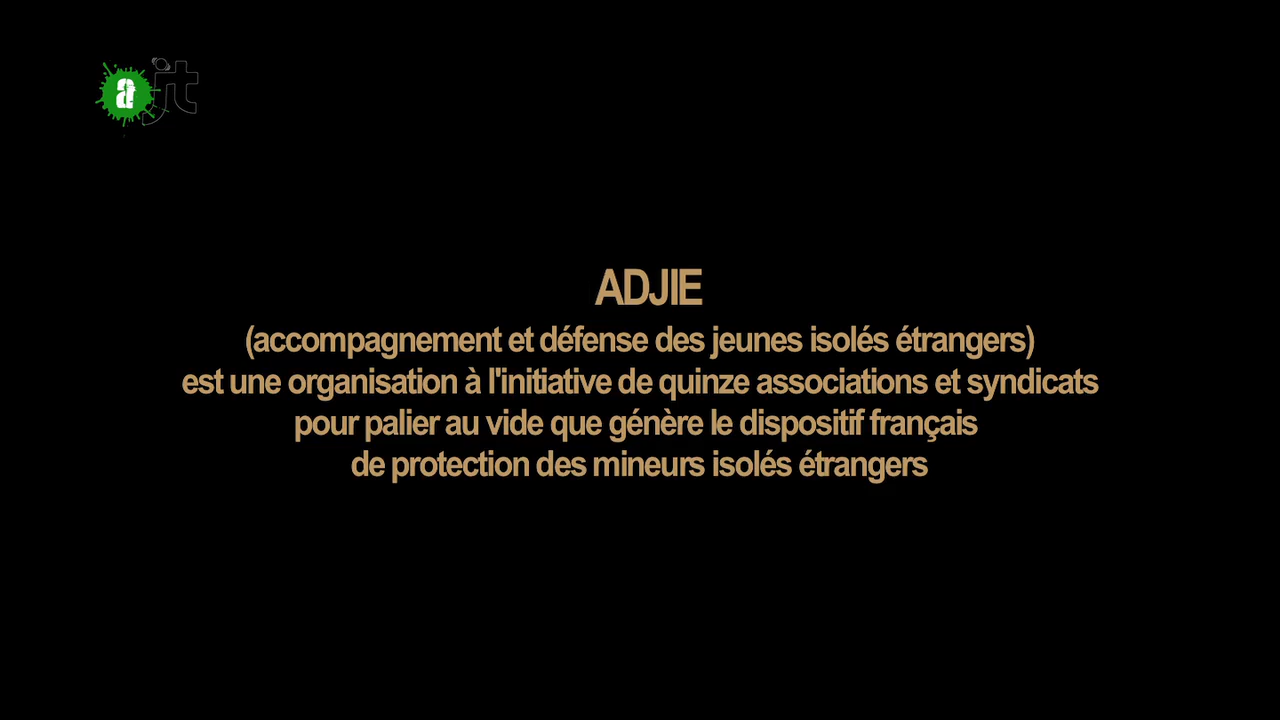 ajt
ADJIE
(accompagnement et défense des jeunes isolés étrangers)
est une organisation à l'initiative de quinze associations et syndicats
pour palier au vide que génère le dispositif français
de protection des mineurs isolés étrangers